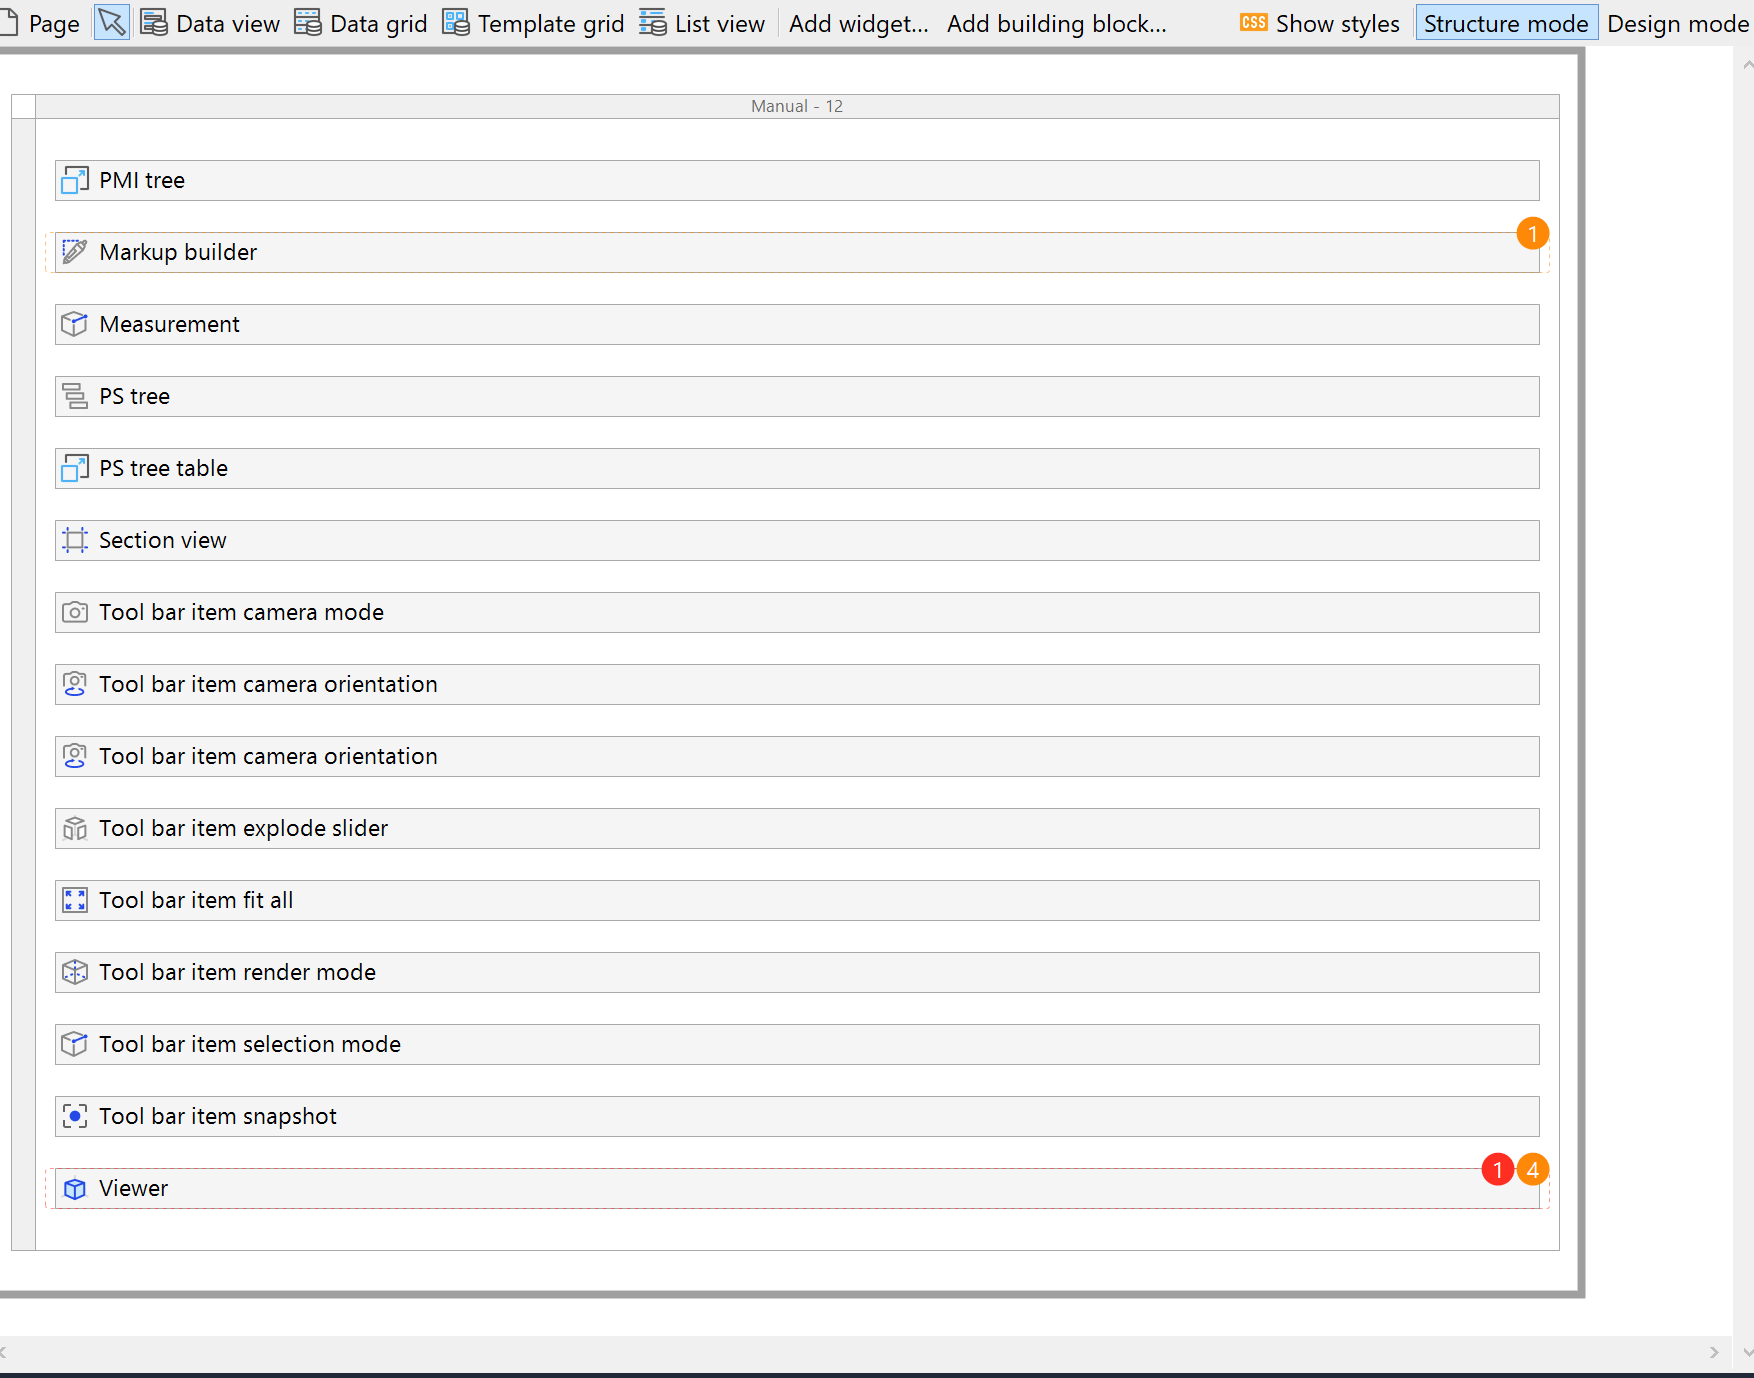 Page Data view Data grid Template grid List view Add widget... Add building block... CSS Show styles Structure mode Design mode
Manual - 12
PMI tree
Markup builder 1
Measurement
PS tree
PS tree table
Section view
Tool bar item camera mode
Tool bar item camera orientation
Tool bar item camera orientation
Tool bar item explode slider
Tool bar item fit all
Tool bar item render mode
Tool bar item selection mode
Tool bar item snapshot
Viewer 1 4